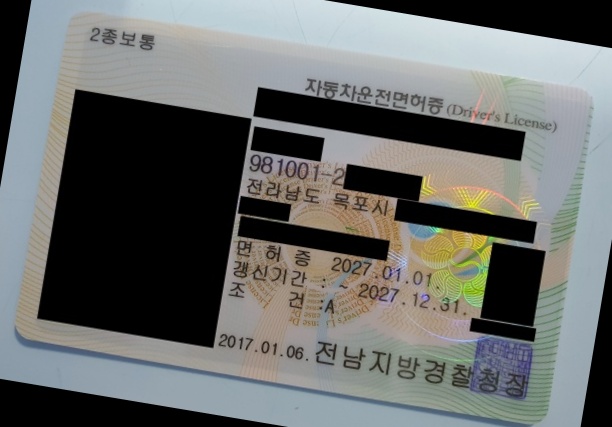 2종보통
자동차운전면허증 (Driver's License)
981001-2
전라남도 목포시
면 허 증 2027.01.01.
갱신기간 : ~ 2027.12.31.
조 건 :A
2017.01.06. 전남지방경찰청장